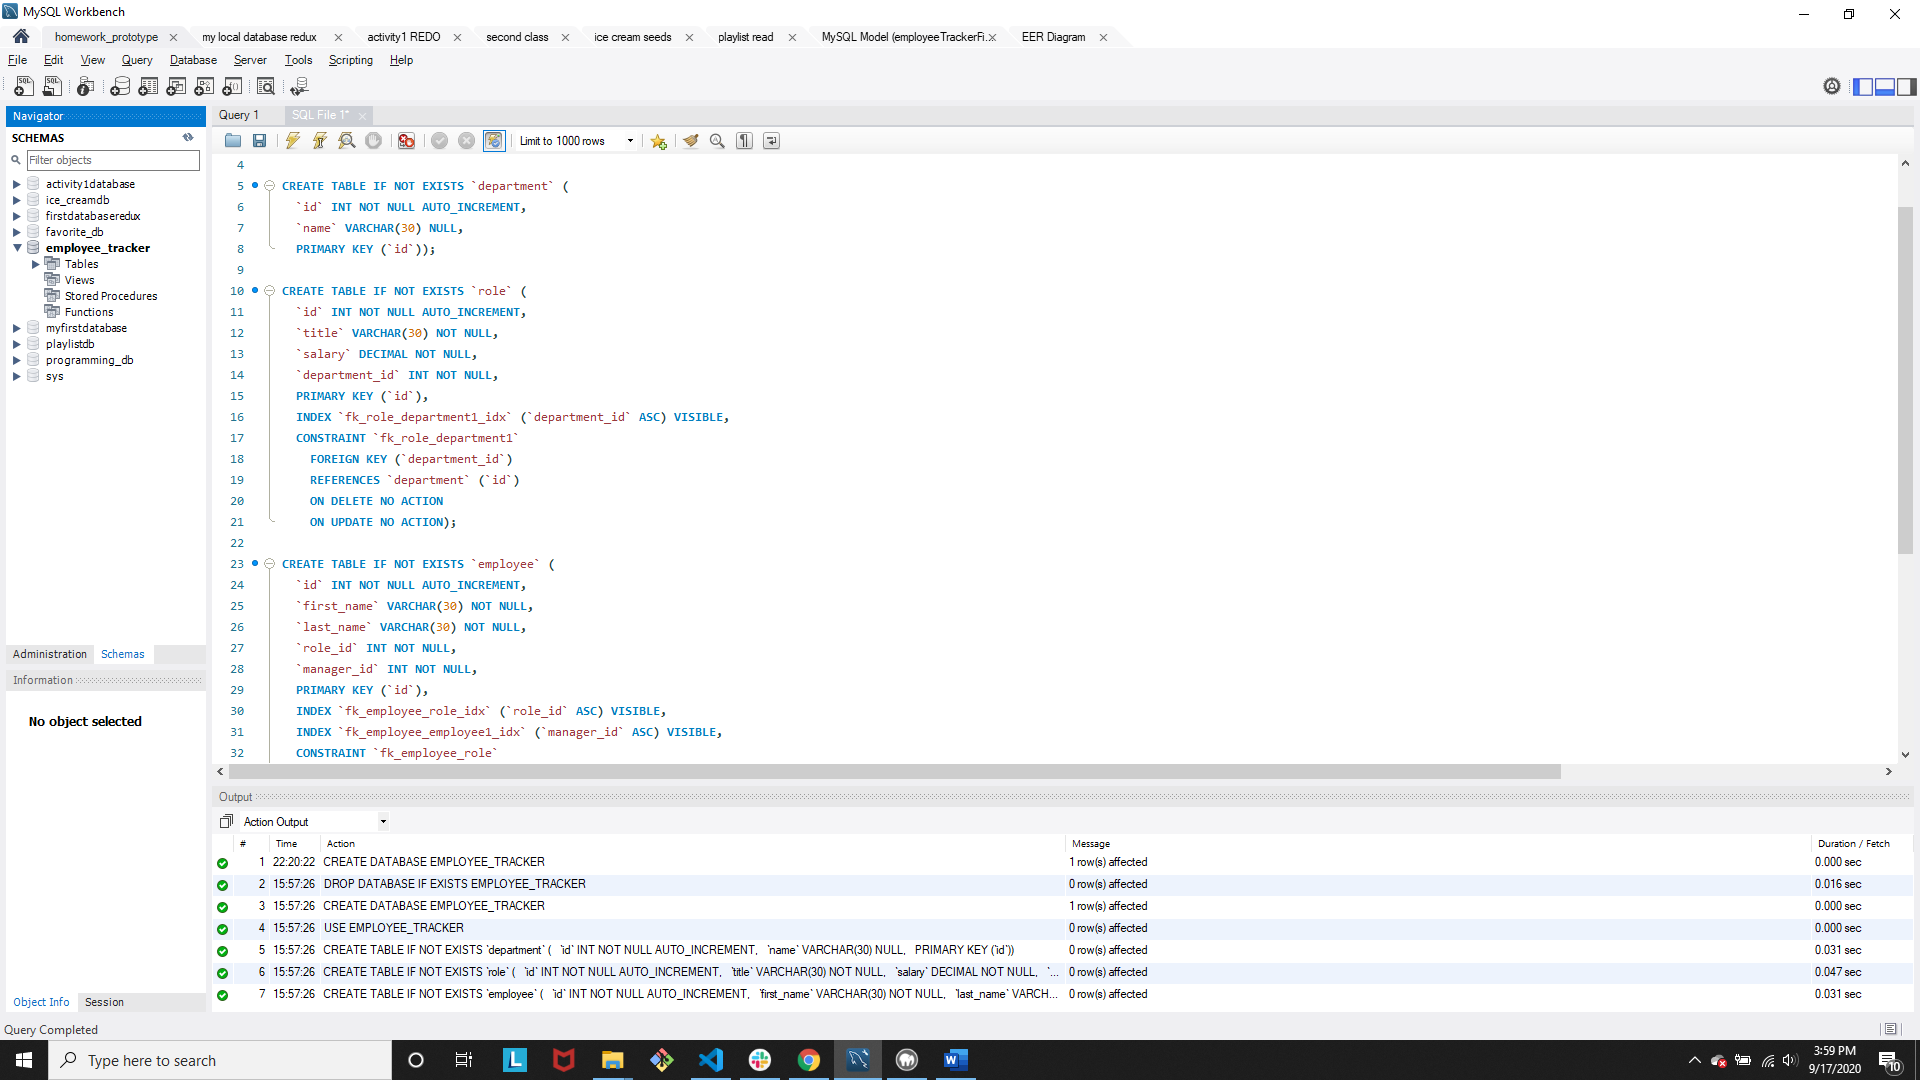 MySQL Workbench
homework_prototype
my local database redux
activity1 REDO
second class
ice cream seeds
playlist read
MySQL Model (employeeTrackerFi...
EER Diagram
File Edit View Query Database Server Tools Scripting Help
Navigator
SCHEMAS
Filter objects
activity1database
ice_creamdb
firstdatabaseredux
favorite_db
employee_tracker
Tables
Views
Stored Procedures
Functions
myfirstdatabase
playlistdb
programming_db
sys
Administration Schemas
Information
No object selected
Object Info Session
Query 1 SQL File 1*
Limit to 1000 rows
4
5 CREATE TABLE IF NOT EXISTS `department` (
6 `id` INT NOT NULL AUTO_INCREMENT,
7 `name` VARCHAR(30) NULL,
8 PRIMARY KEY (`id`));
9
10 CREATE TABLE IF NOT EXISTS `role` (
11 `id` INT NOT NULL AUTO_INCREMENT,
12 `title` VARCHAR(30) NOT NULL,
13 `salary` DECIMAL NOT NULL,
14 `department_id` INT NOT NULL,
15 PRIMARY KEY (`id`),
16 INDEX `fk_role_department1_idx` (`department_id` ASC) VISIBLE,
17 CONSTRAINT `fk_role_department1`
18 FOREIGN KEY (`department_id`)
19 REFERENCES `department` (`id`)
20 ON DELETE NO ACTION
21 ON UPDATE NO ACTION);
22
23 CREATE TABLE IF NOT EXISTS `employee` (
24 `id` INT NOT NULL AUTO_INCREMENT,
25 `first_name` VARCHAR(30) NOT NULL,
26 `last_name` VARCHAR(30) NOT NULL,
27 `role_id` INT NOT NULL,
28 `manager_id` INT NOT NULL,
29 PRIMARY KEY (`id`),
30 INDEX `fk_employee_role_idx` (`role_id` ASC) VISIBLE,
31 INDEX `fk_employee_employee1_idx` (`manager_id` ASC) VISIBLE,
32 CONSTRAINT `fk_employee_role`
Output
Action Output
# Time Action Message Duration / Fetch
1 22:20:22 CREATE DATABASE EMPLOYEE_TRACKER 1 row(s) affected 0.000 sec
2 15:57:26 DROP DATABASE IF EXISTS EMPLOYEE_TRACKER 0 row(s) affected 0.016 sec
3 15:57:26 CREATE DATABASE EMPLOYEE_TRACKER 1 row(s) affected 0.000 sec
4 15:57:26 USE EMPLOYEE_TRACKER 0 row(s) affected 0.000 sec
5 15:57:26 CREATE TABLE IF NOT EXISTS `department` ( `id` INT NOT NULL AUTO_INCREMENT, `name` VARCHAR(30) NULL, PRIMARY KEY (`id`)) 0 row(s) affected 0.031 sec
6 15:57:26 CREATE TABLE IF NOT EXISTS `role` ( `id` INT NOT NULL AUTO_INCREMENT, `title` VARCHAR(30) NOT NULL, `salary` DECIMAL NOT NULL, `... 0 row(s) affected 0.047 sec
7 15:57:26 CREATE TABLE IF NOT EXISTS `employee` ( `id` INT NOT NULL AUTO_INCREMENT, `first_name` VARCHAR(30) NOT NULL, `last_name` VARCH... 0 row(s) affected 0.031 sec
Query Completed
Type here to search
3:59 PM
9/17/2020
10